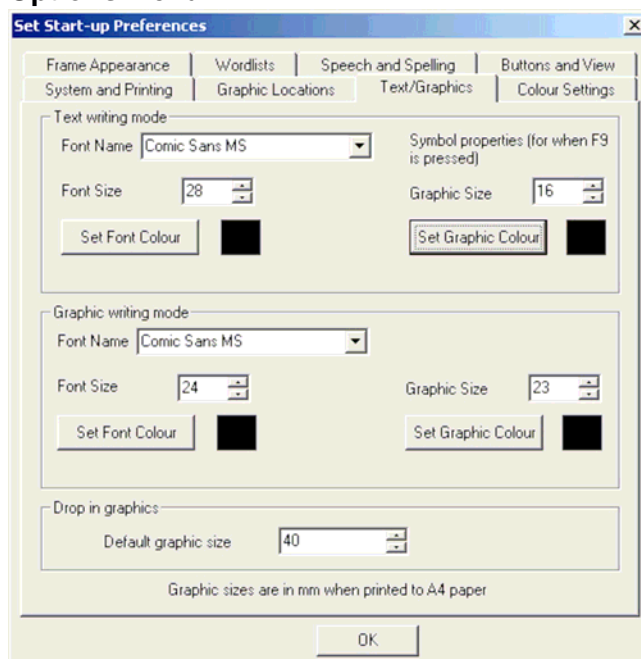 Set Start-up Preferences
Frame Appearance Wordlists Speech and Spelling Buttons and View
System and Printing Graphic Locations Text/Graphics Colour Settings
Text writing mode
Font Name Comic Sans MS
Symbol properties (for when F9
is pressed)
Font Size 28 Graphic Size 16
Set Font Colour Set Graphic Colour
Graphic writing mode
Font Name Comic Sans MS
Font Size 24 Graphic Size 23
Set Font Colour Set Graphic Colour
Drop in graphics
Default graphic size 40
Graphic sizes are in mm when printed to A4 paper
OK